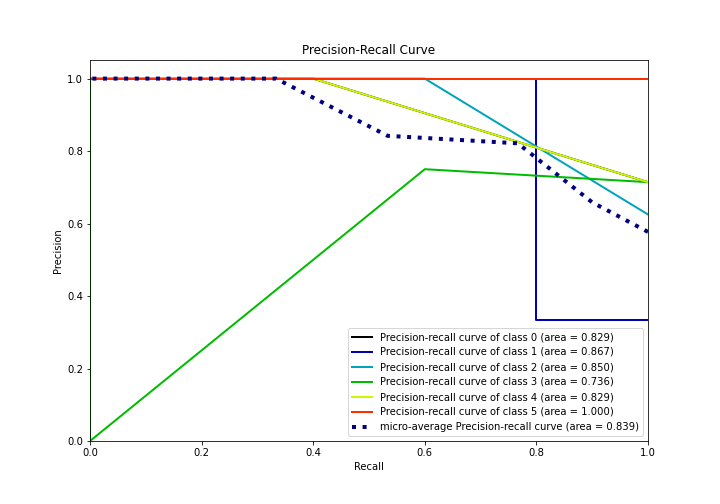 Precision-Recall Curve
1.0
0.8
0.6
0.4
0.2
0.0
Precision
0.0 0.2 0.4 0.6 0.8 1.0
Recall
Precision-recall curve of class 0 (area = 0.829)
Precision-recall curve of class 1 (area = 0.867)
Precision-recall curve of class 2 (area = 0.850)
Precision-recall curve of class 3 (area = 0.736)
Precision-recall curve of class 4 (area = 0.829)
Precision-recall curve of class 5 (area = 1.000)
micro-average Precision-recall curve (area = 0.839)